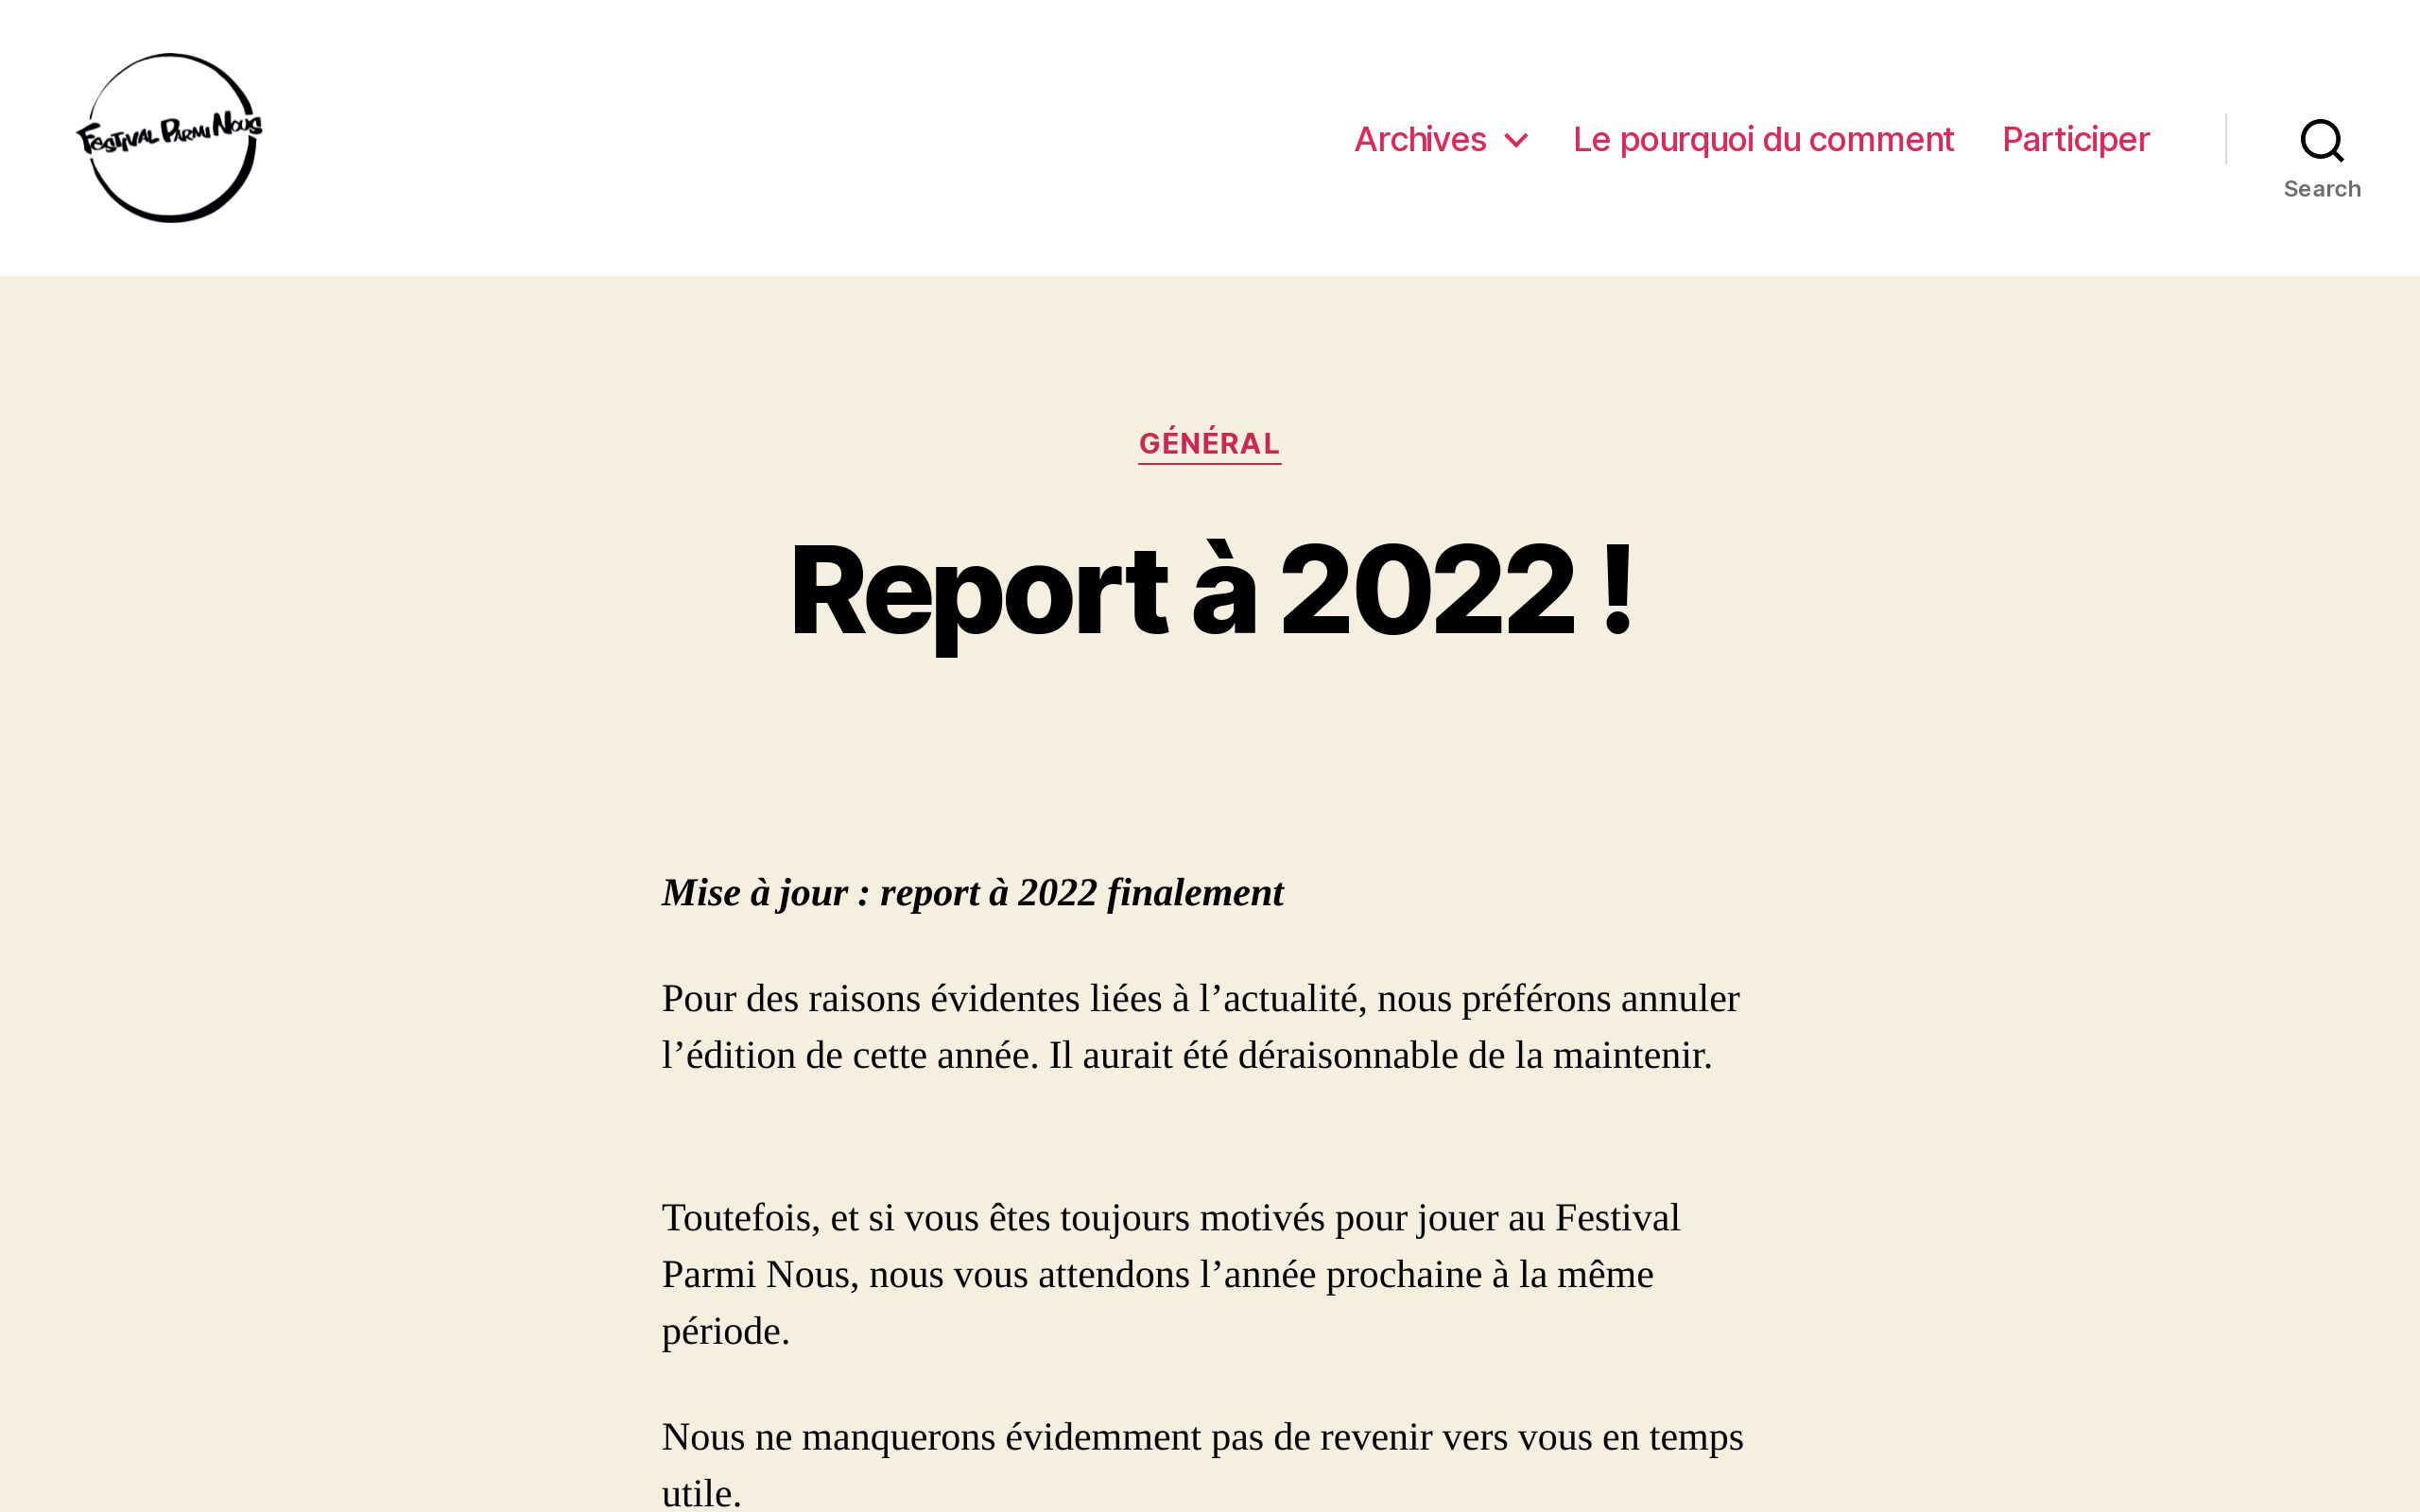 Festival Parmi Nous
Archives
Le pourquoi du comment
Participer
Search
GÉNÉRAL
Report à 2022 !
Mise à jour : report à 2022 finalement
Pour des raisons évidentes liées à l’actualité, nous préférons annuler
l’édition de cette année. Il aurait été déraisonnable de la maintenir.
Toutefois, et si vous êtes toujours motivés pour jouer au Festival
Parmi Nous, nous vous attendons l’année prochaine à la même
période.
Nous ne manquerons évidemment pas de revenir vers vous en temps
utile.